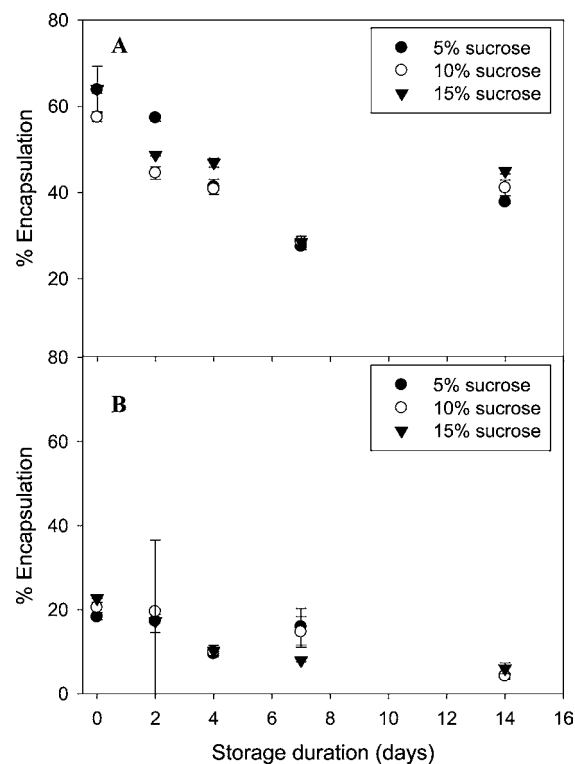 80
A
5% sucrose
10% sucrose
15% sucrose
60
% Encapsulation
40
20
80
B
5% sucrose
10% sucrose
15% sucrose
60
% Encapsulation
40
20
0
0 2 4 6 8 10 12 14 16
Storage duration (days)